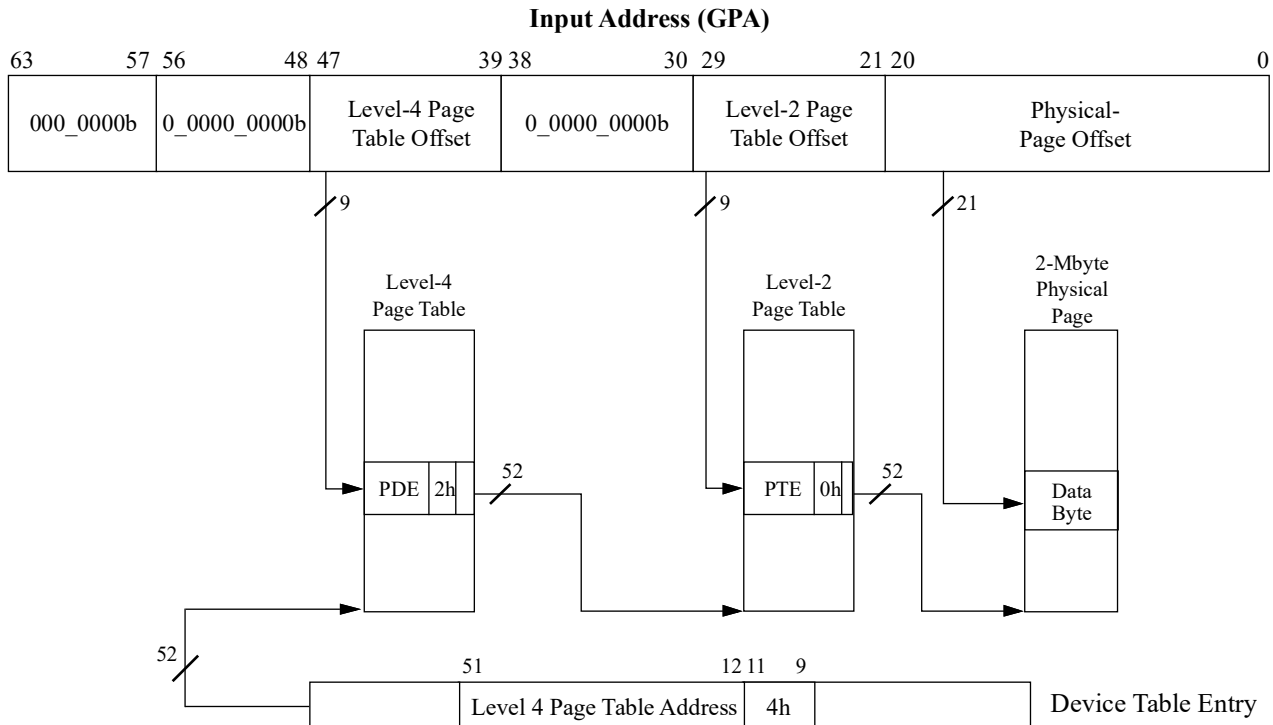 Input Address (GPA)
63 57 56 48 47 39 38 30 29 21 20 0
000_0000b 0_0000_0000b Level-4 Page Table Offset 0_0000_0000b Level-2 Page Table Offset Physical-Page Offset
9 9 21
Level-4
Page Table
Level-2
Page Table
2-Mbyte
Physical
Page
PDE 2h 52 PTE 0h 52 Data
Byte
52
51 12 11 9
Level 4 Page Table Address 4h Device Table Entry